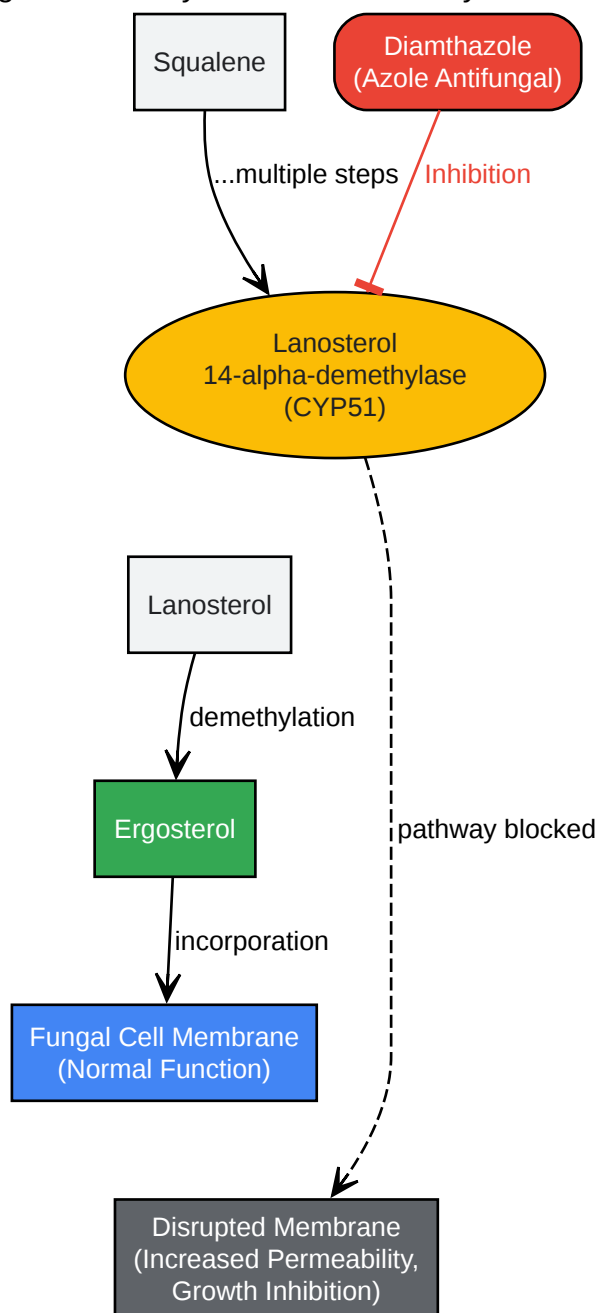 Squalene
Diamthazole
(Azole Antifungal)
...multiple steps
Inhibition
Lanosterol
14-alpha-demethylase
(CYP51)
Lanosterol
demethylation
Ergosterol
pathway blocked
incorporation
Fungal Cell Membrane
(Normal Function)
Disrupted Membrane
(Increased Permeability,
Growth Inhibition)